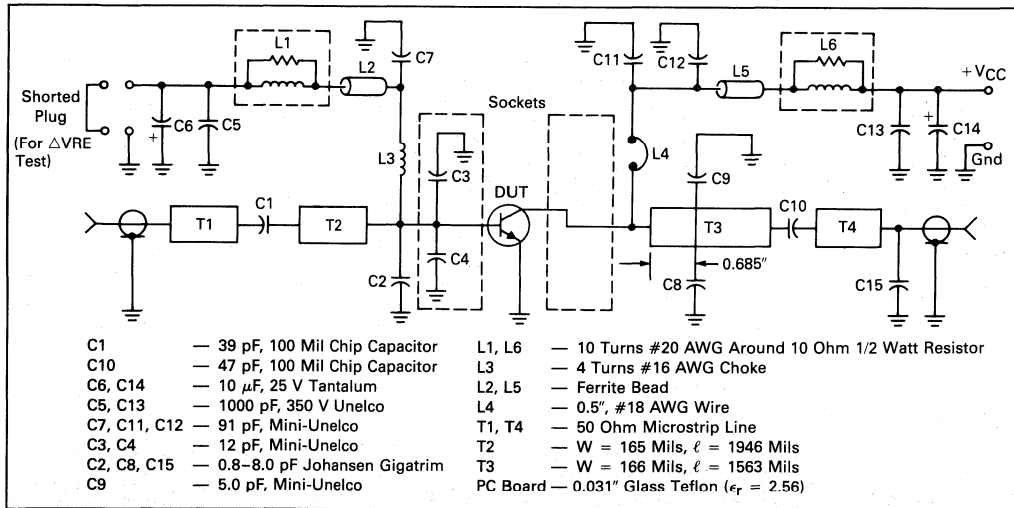 L1
L2
C7
C6
+
C5
Shorted
Plug
(For △VRE
Test)
L3
C3
C4
C2
T1
C1
T2
Sockets
DUT
C11
C12
L5
L6
+VCC
C13
+
C14
Gnd
L4
C9
T3
C10
T4
0.685"
C8
C15
C1 — 39 pF, 100 Mil Chip Capacitor
C10 — 47 pF, 100 Mil Chip Capacitor
C6, C14 — 10 μF, 25 V Tantalum
C5, C13 — 1000 pF, 350 V Unelco
C7, C11, C12 — 91 pF, Mini-Unelco
C3, C4 — 12 pF, Mini-Unelco
C2, C8, C15 — 0.8–8.0 pF Johansen Gigatrim
C9 — 5.0 pF, Mini-Unelco
L1, L6 — 10 Turns #20 AWG Around 10 Ohm 1/2 Watt Resistor
L3 — 4 Turns #16 AWG Choke
L2, L5 — Ferrite Bead
L4 — 0.5", #18 AWG Wire
T1, T4 — 50 Ohm Microstrip Line
T2 — W = 165 Mils, ℓ = 1946 Mils
T3 — W = 166 Mils, ℓ = 1563 Mils
PC Board — 0.031" Glass Teflon (ϵr = 2.56)